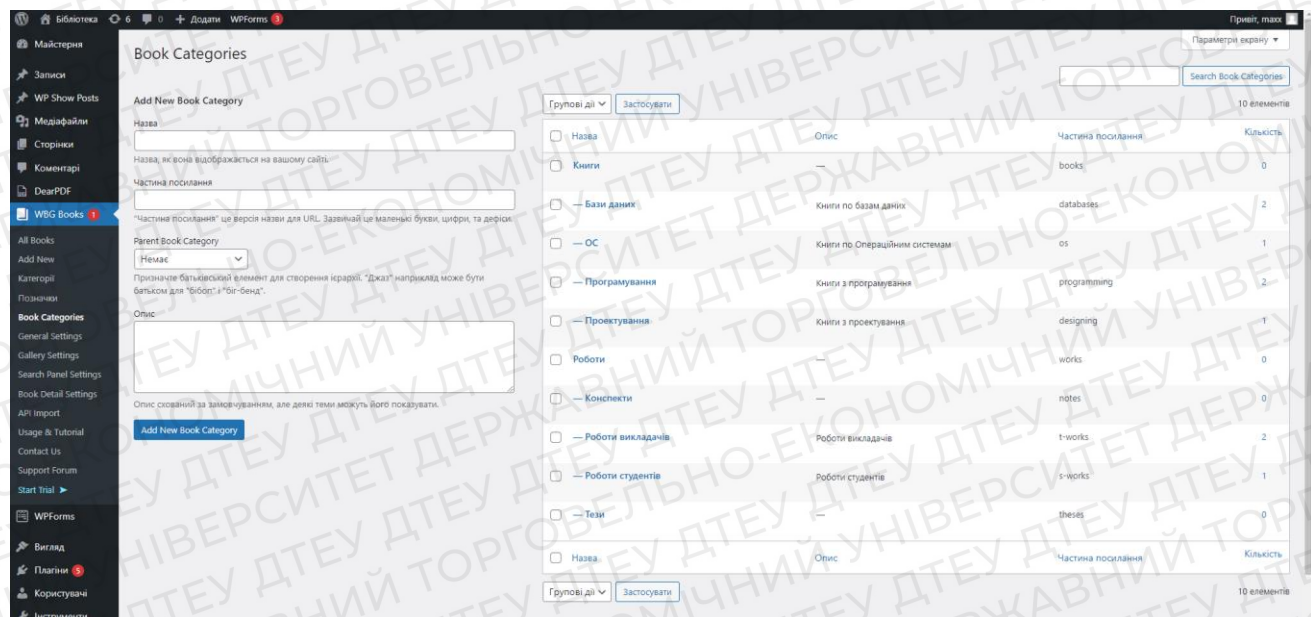 Бібліотека 6 0 + Додати WPForms 3
Привіт, maxx
Майстерня
Записи
WP Show Posts
Медіафайли
Сторінки
Коментарі
DearPDF
WBG Books 1
All Books
Add New
Категорії
Позначки
Book Categories
General Settings
Gallery Settings
Search Panel Settings
Book Detail Settings
API Import
Usage & Tutorial
Contact Us
Support Forum
Start Trial ➤
WPForms
Вигляд
Плагіни 5
Користувачі
Інструменти
Параметри екрану ▼
Book Categories
Search Book Categories
Add New Book Category
Назва
Назва, як вона відображається на вашому сайті.
Частина посилання
"Частина посилання" це версія назви для URL. Зазвичай це маленькі букви, цифри, та дефіси.
Parent Book Category
Немає
Призначте батьківський елемент для створення ієрархії. "Джаз" наприклад може бути
батьком для "бібоп" і "біг-бенд".
Опис
Опис схований за замовчуванням, але деякі теми можуть його показувати.
Add New Book Category
Групові дії Застосувати 10 елементів
Назва Опис Частина посилання Кількість
Книги — books 0
— Бази даних Книги по базам даних databases 2
— ОС Книги по Операційним системам os 1
— Програмування Книги з програмування programming 2
— Проектування Книги з проектування designing 1
Роботи — works 0
— Конспекти — notes 0
— Роботи викладачів Роботи викладачів t-works 2
— Роботи студентів Роботи студентів s-works 1
— Тези — theses 0
Назва Опис Частина посилання Кількість
Групові дії Застосувати 10 елементів